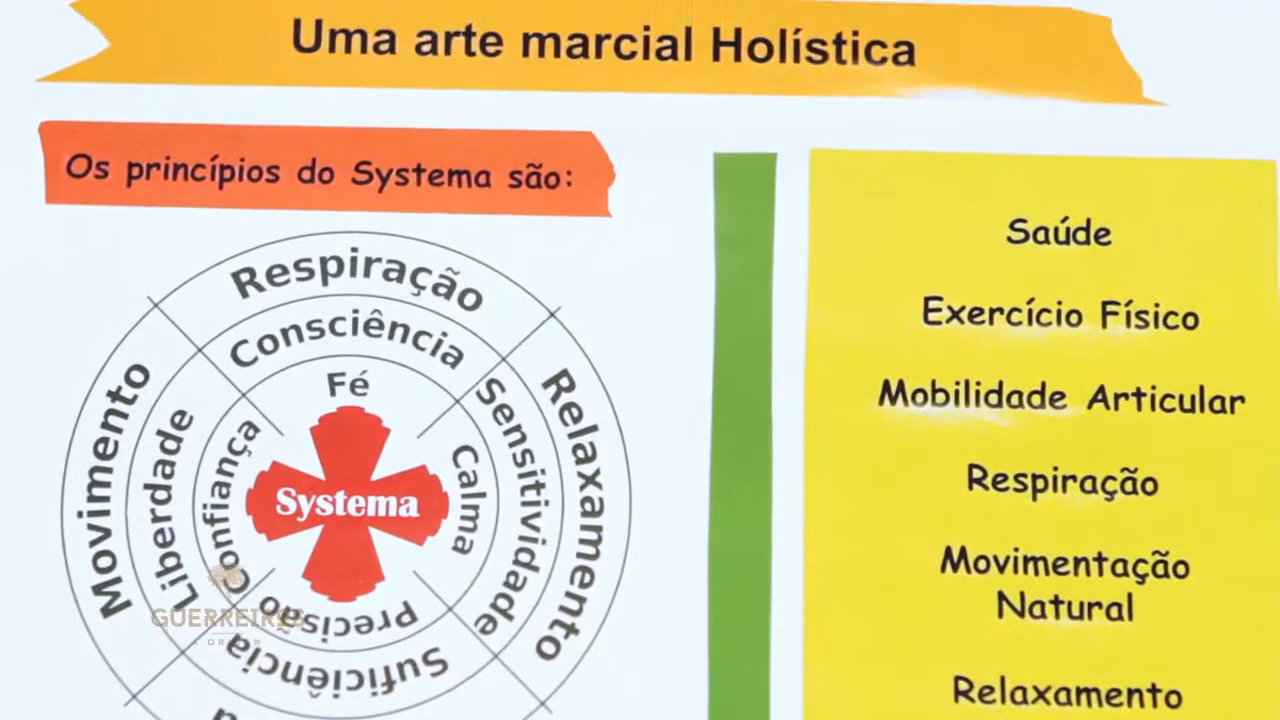 Uma arte marcial Holística
Os princípios do Systema são:
Respiração
Consciência
Fé
Movimento
Liberdade
Confiança
Systema
Calma
Sensitividade
Relaxamento
Precisão
Suficiência
GUERREIROS
A ORIGEM
Saúde
Exercício Físico
Mobilidade Articular
Respiração
Movimentação
Natural
Relaxamento